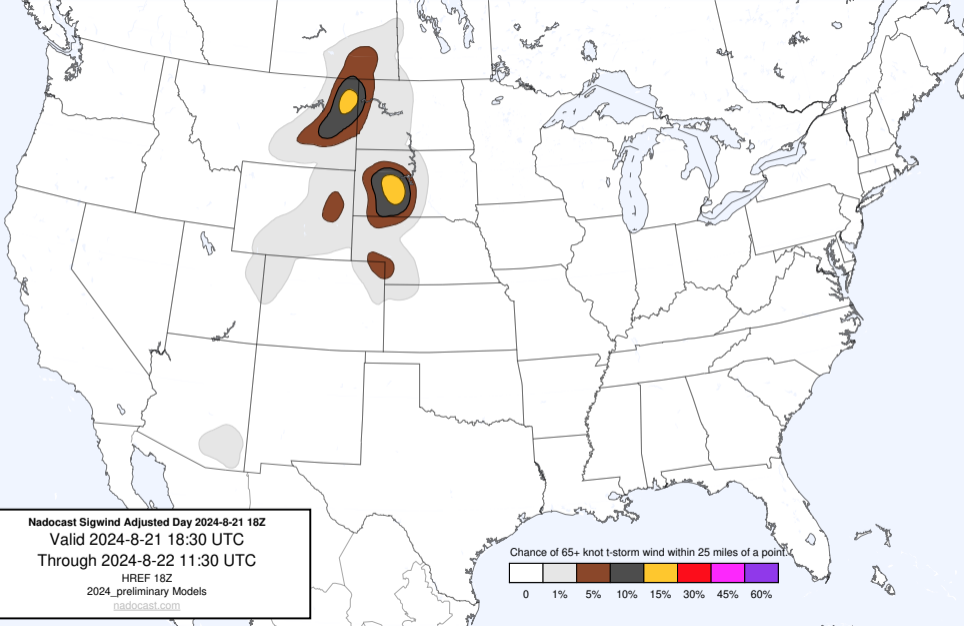 Nadocast Sigwind Adjusted Day 2024-8-21 18Z
Valid 2024-8-21 18:30 UTC
Through 2024-8-22 11:30 UTC
HREF 18Z
2024_preliminary Models
nadocast.com
Chance of 65+ knot t-storm wind within 25 miles of a point.
0 1% 5% 10% 15% 30% 45% 60%